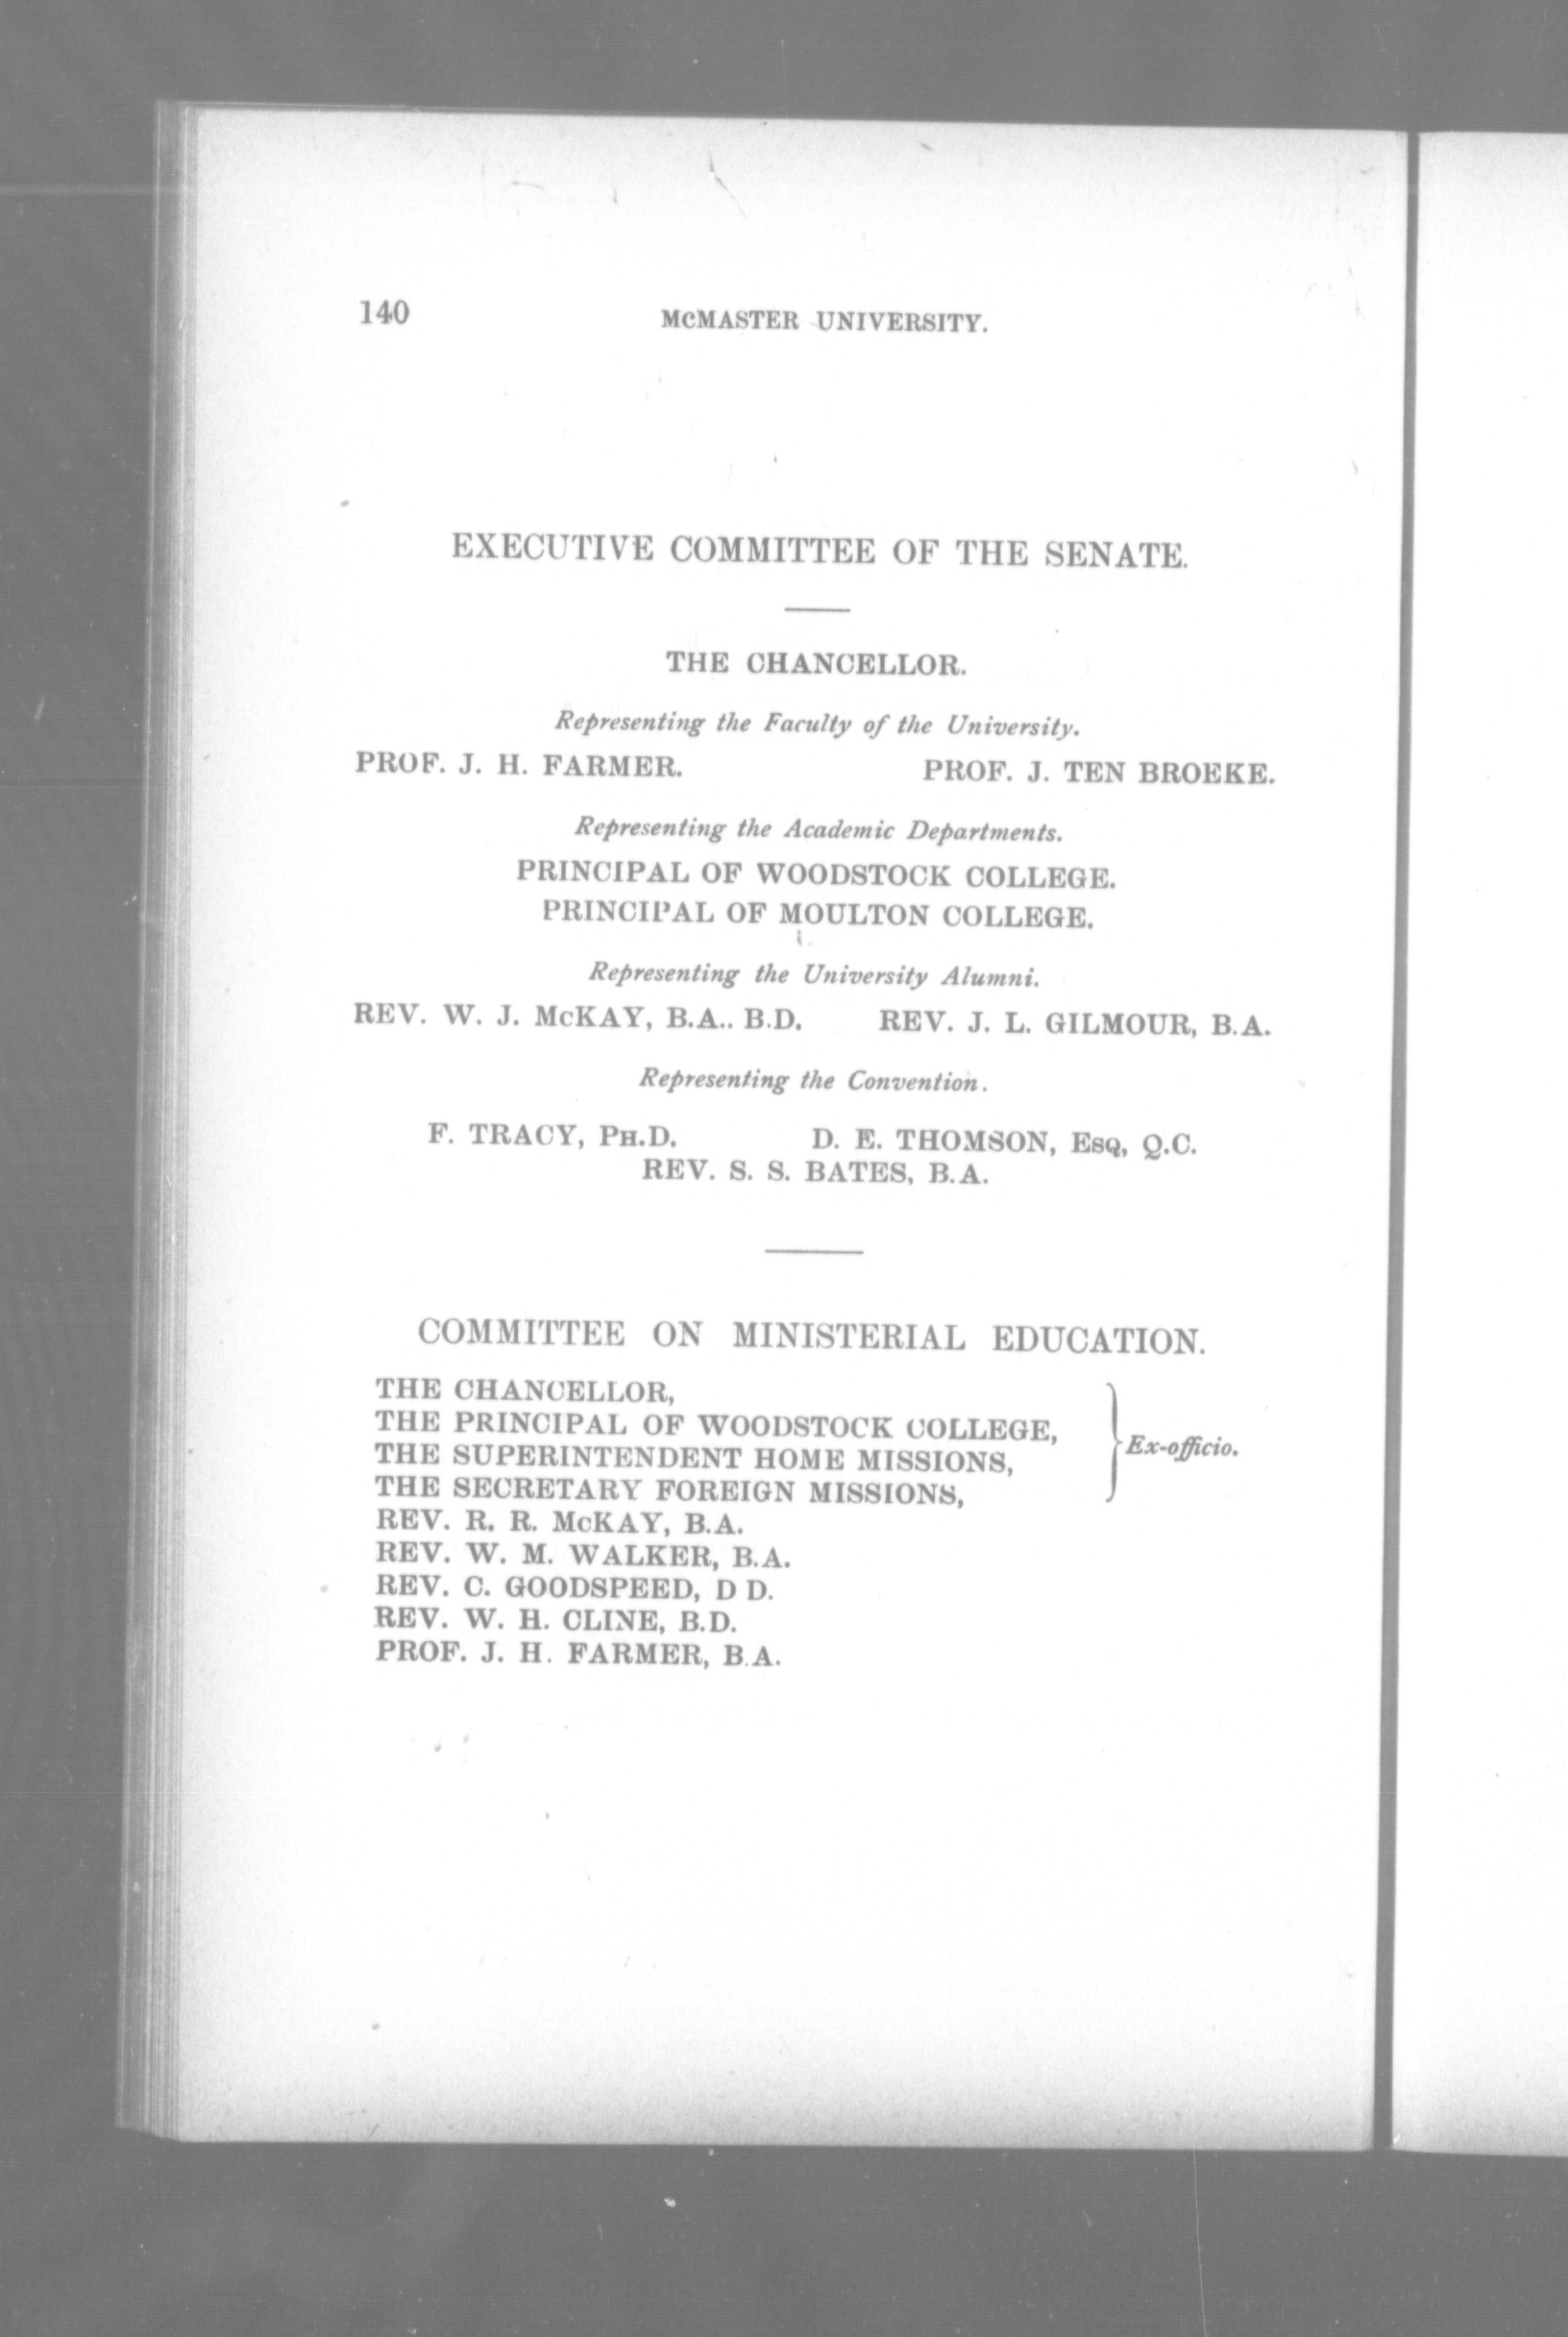 140 McMASTER UNIVERSITY.
EXECUTIVE COMMITTEE OF THE SENATE.
THE CHANCELLOR.
Representing the Faculty of the University.
PROF. J. H. FARMER. PROF. J. TEN BROEKE.
Representing the Academic Departments.
PRINCIPAL OF WOODSTOCK COLLEGE.
PRINCIPAL OF MOULTON COLLEGE.
Representing the University Alumni.
REV. W. J. McKAY, B.A.. B.D. REV. J. L. GILMOUR, B.A.
Representing the Convention.
F. TRACY, PH.D. D. E. THOMSON, ESQ, Q.C.
REV. S. S. BATES, B.A.
COMMITTEE ON MINISTERIAL EDUCATION.
THE CHANCELLOR,
THE PRINCIPAL OF WOODSTOCK COLLEGE,
Ex-officio.
THE SUPERINTENDENT HOME MISSIONS,
THE SECRETARY FOREIGN MISSIONS,
REV. R. R. McKAY, B.A.
REV. W. M. WALKER, B.A.
REV. C. GOODSPEED, D D.
REV. W. H. CLINE, B.D.
PROF. J. H. FARMER, B.A.